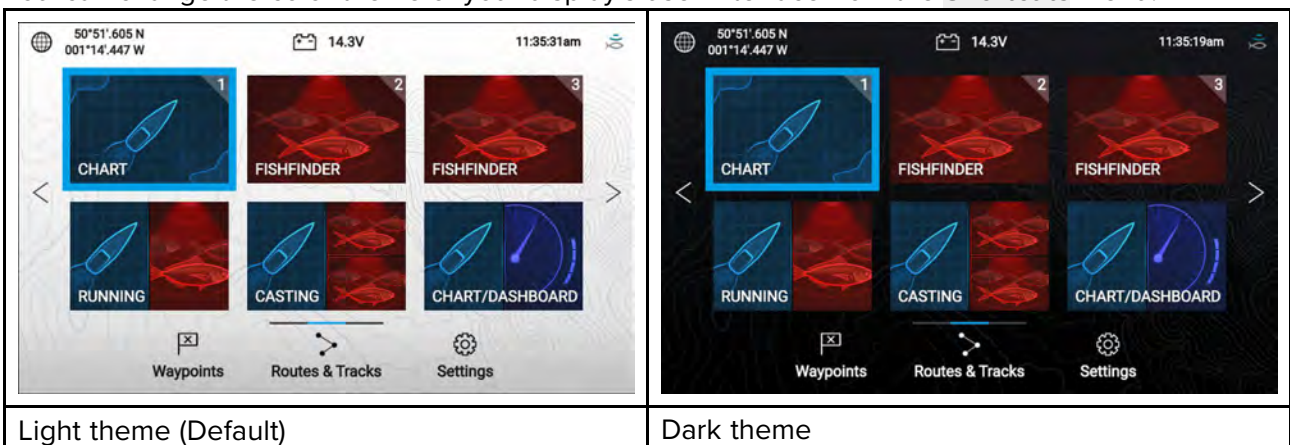 50°51'.605 N
001°14'.447 W
14.3V
11:35:31am
1
2
3
CHART
FISHFINDER
FISHFINDER
RUNNING
CASTING
CHART/DASHBOARD
Waypoints
Routes & Tracks
Settings
50°51'.605 N
001°14'.447 W
14.3V
11:35:19am
1
2
3
CHART
FISHFINDER
FISHFINDER
RUNNING
CASTING
CHART/DASHBOARD
Waypoints
Routes & Tracks
Settings
Light theme (Default)
Dark theme